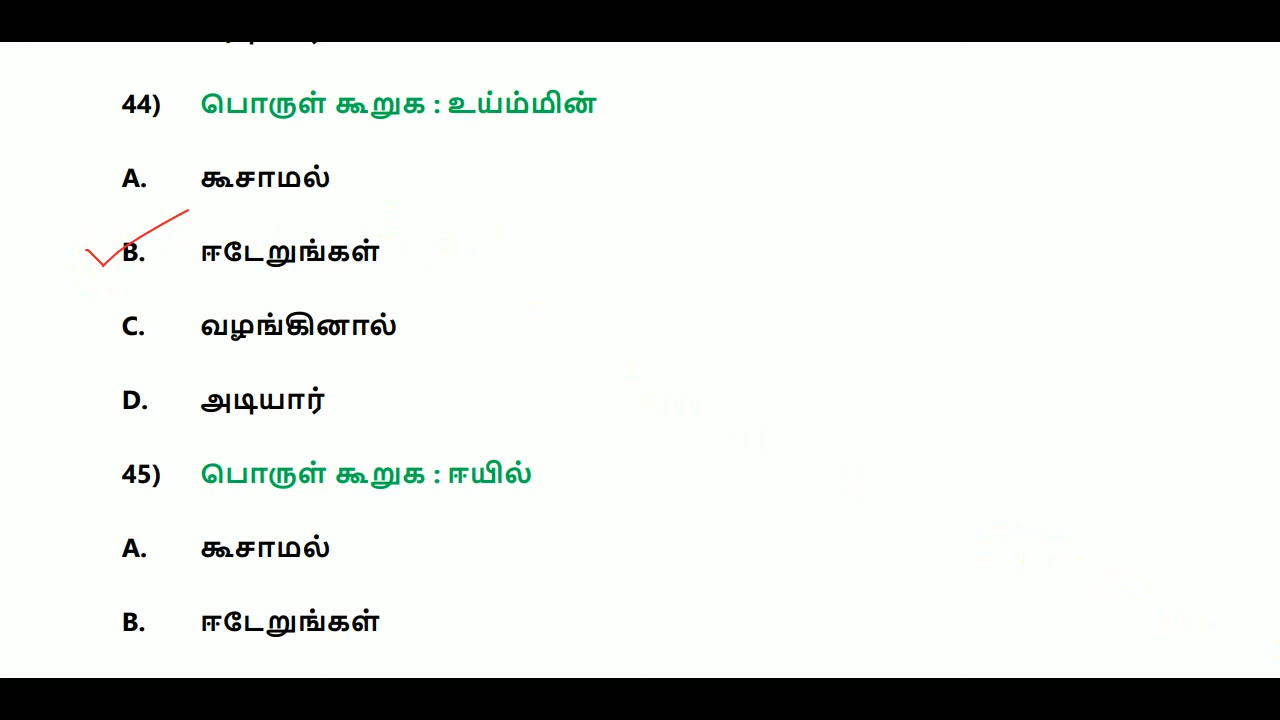 44) பொருள் கூறுக : உய்ம்மின்
A. கூசாமல்
B. ஈடேறுங்கள்
C. வழங்கினால்
D. அடியார்
45) பொருள் கூறுக : ஈயில்
A. கூசாமல்
B. ஈடேறுங்கள்